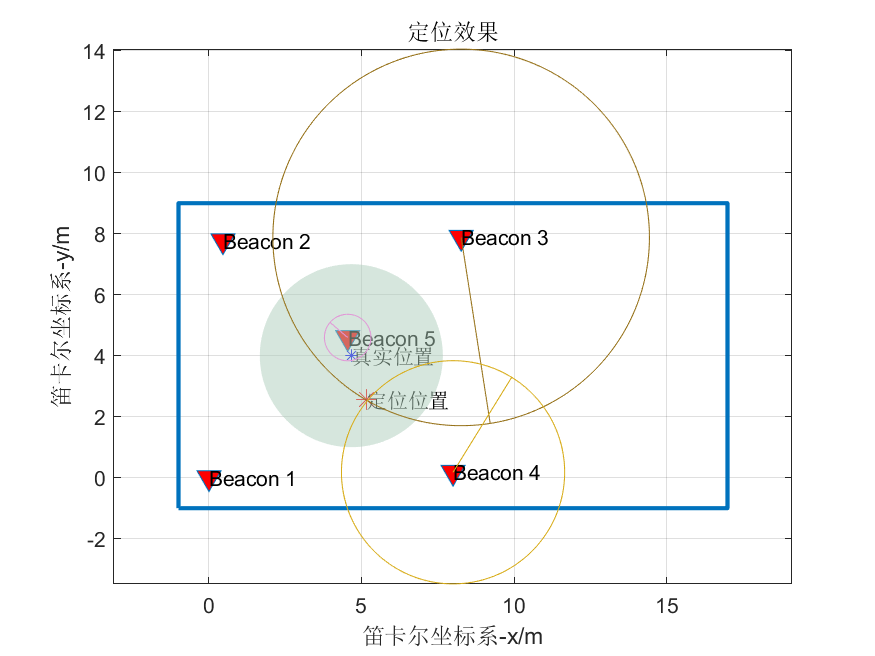 定位效果
14
12
10
8
6
4
2
0
-2
笛卡尔坐标系-y/m
Beacon 2
Beacon 3
Beacon 5
真实位置
定位位置
Beacon 1
Beacon 4
0
5
10
15
笛卡尔坐标系-x/m